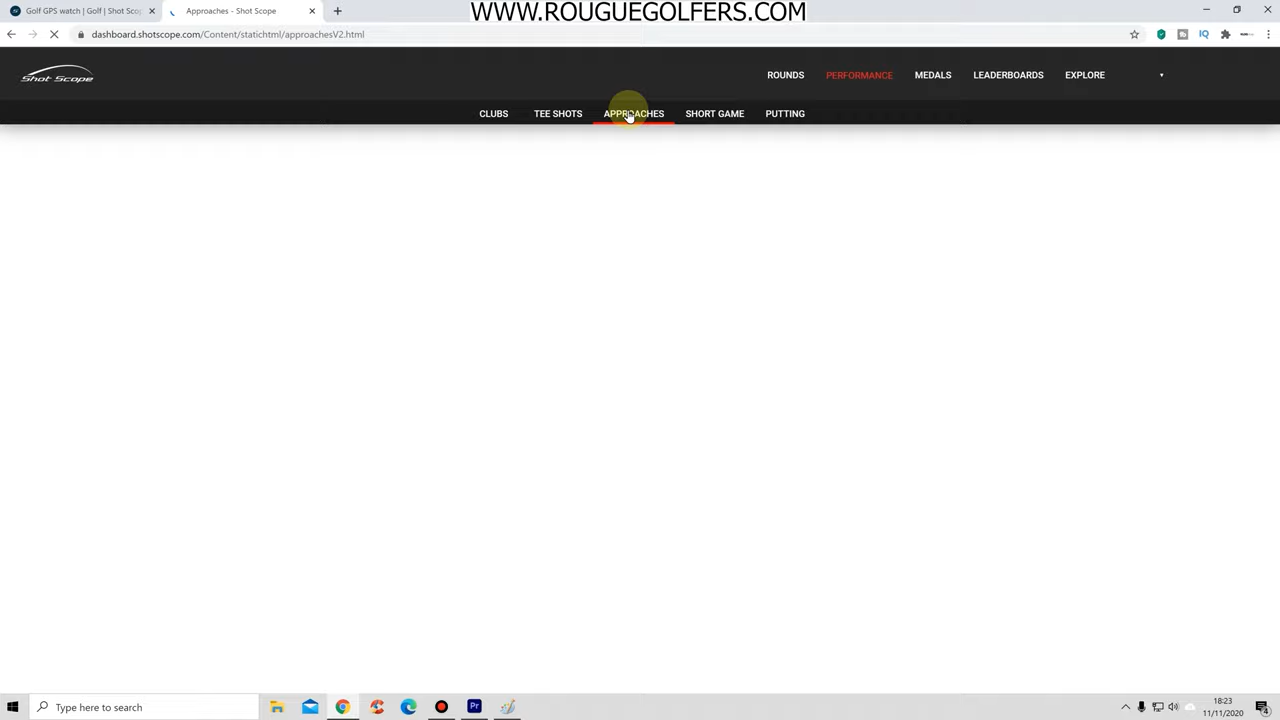 WWW.ROUGUEGOLFERS.COM
Golf GPS watch | Golf | Shot Scop
Approaches - Shot Scope
dashboard.shotscope.com/Content/statichtml/approachesV2.html
Shot Scope
ROUNDS PERFORMANCE MEDALS LEADERBOARDS EXPLORE
CLUBS TEE SHOTS APPROACHES SHORT GAME PUTTING
Type here to search
Pr
18:23
11/11/2020
4